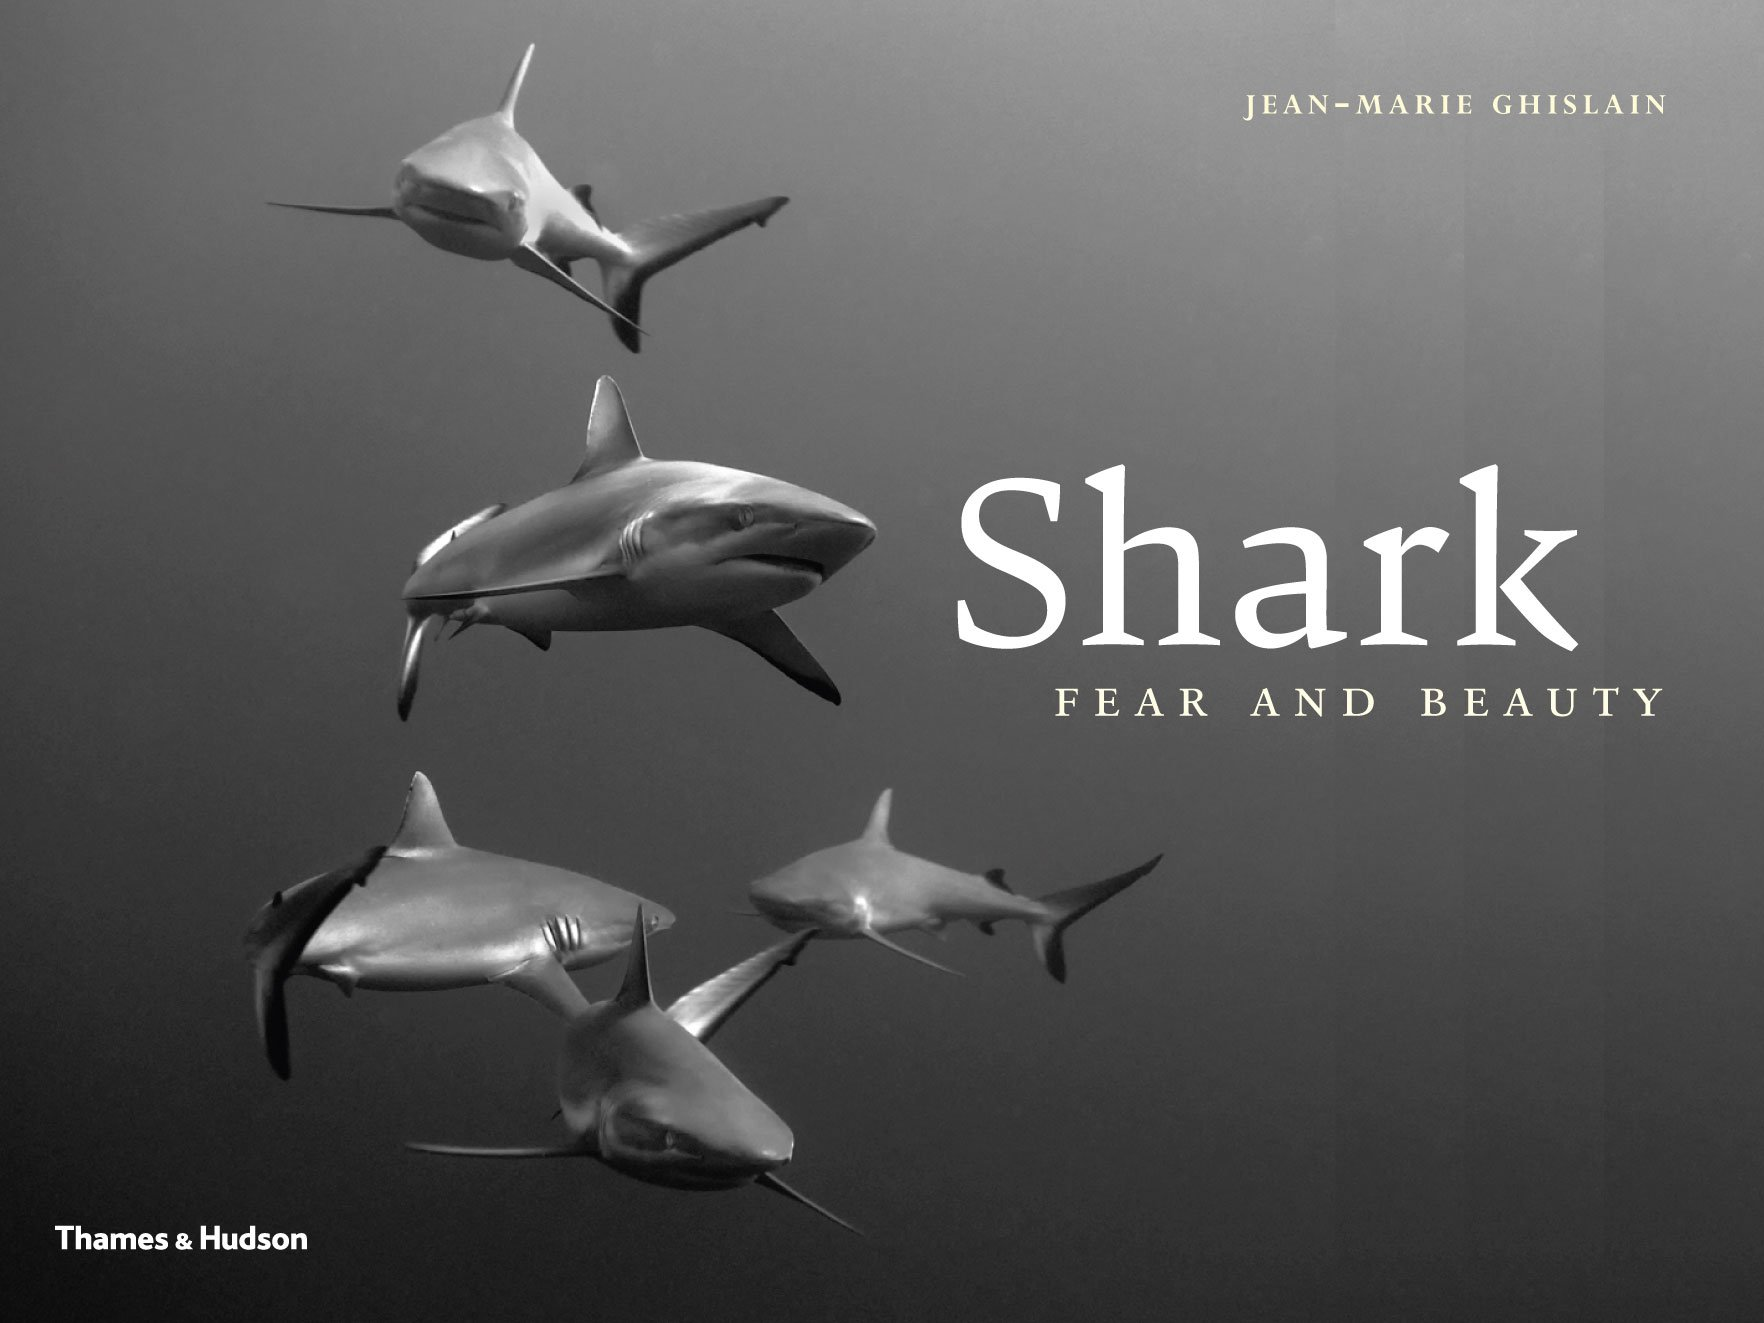 JEAN-MARIE GHISLAIN
Shark
FEAR AND BEAUTY
Thames & Hudson